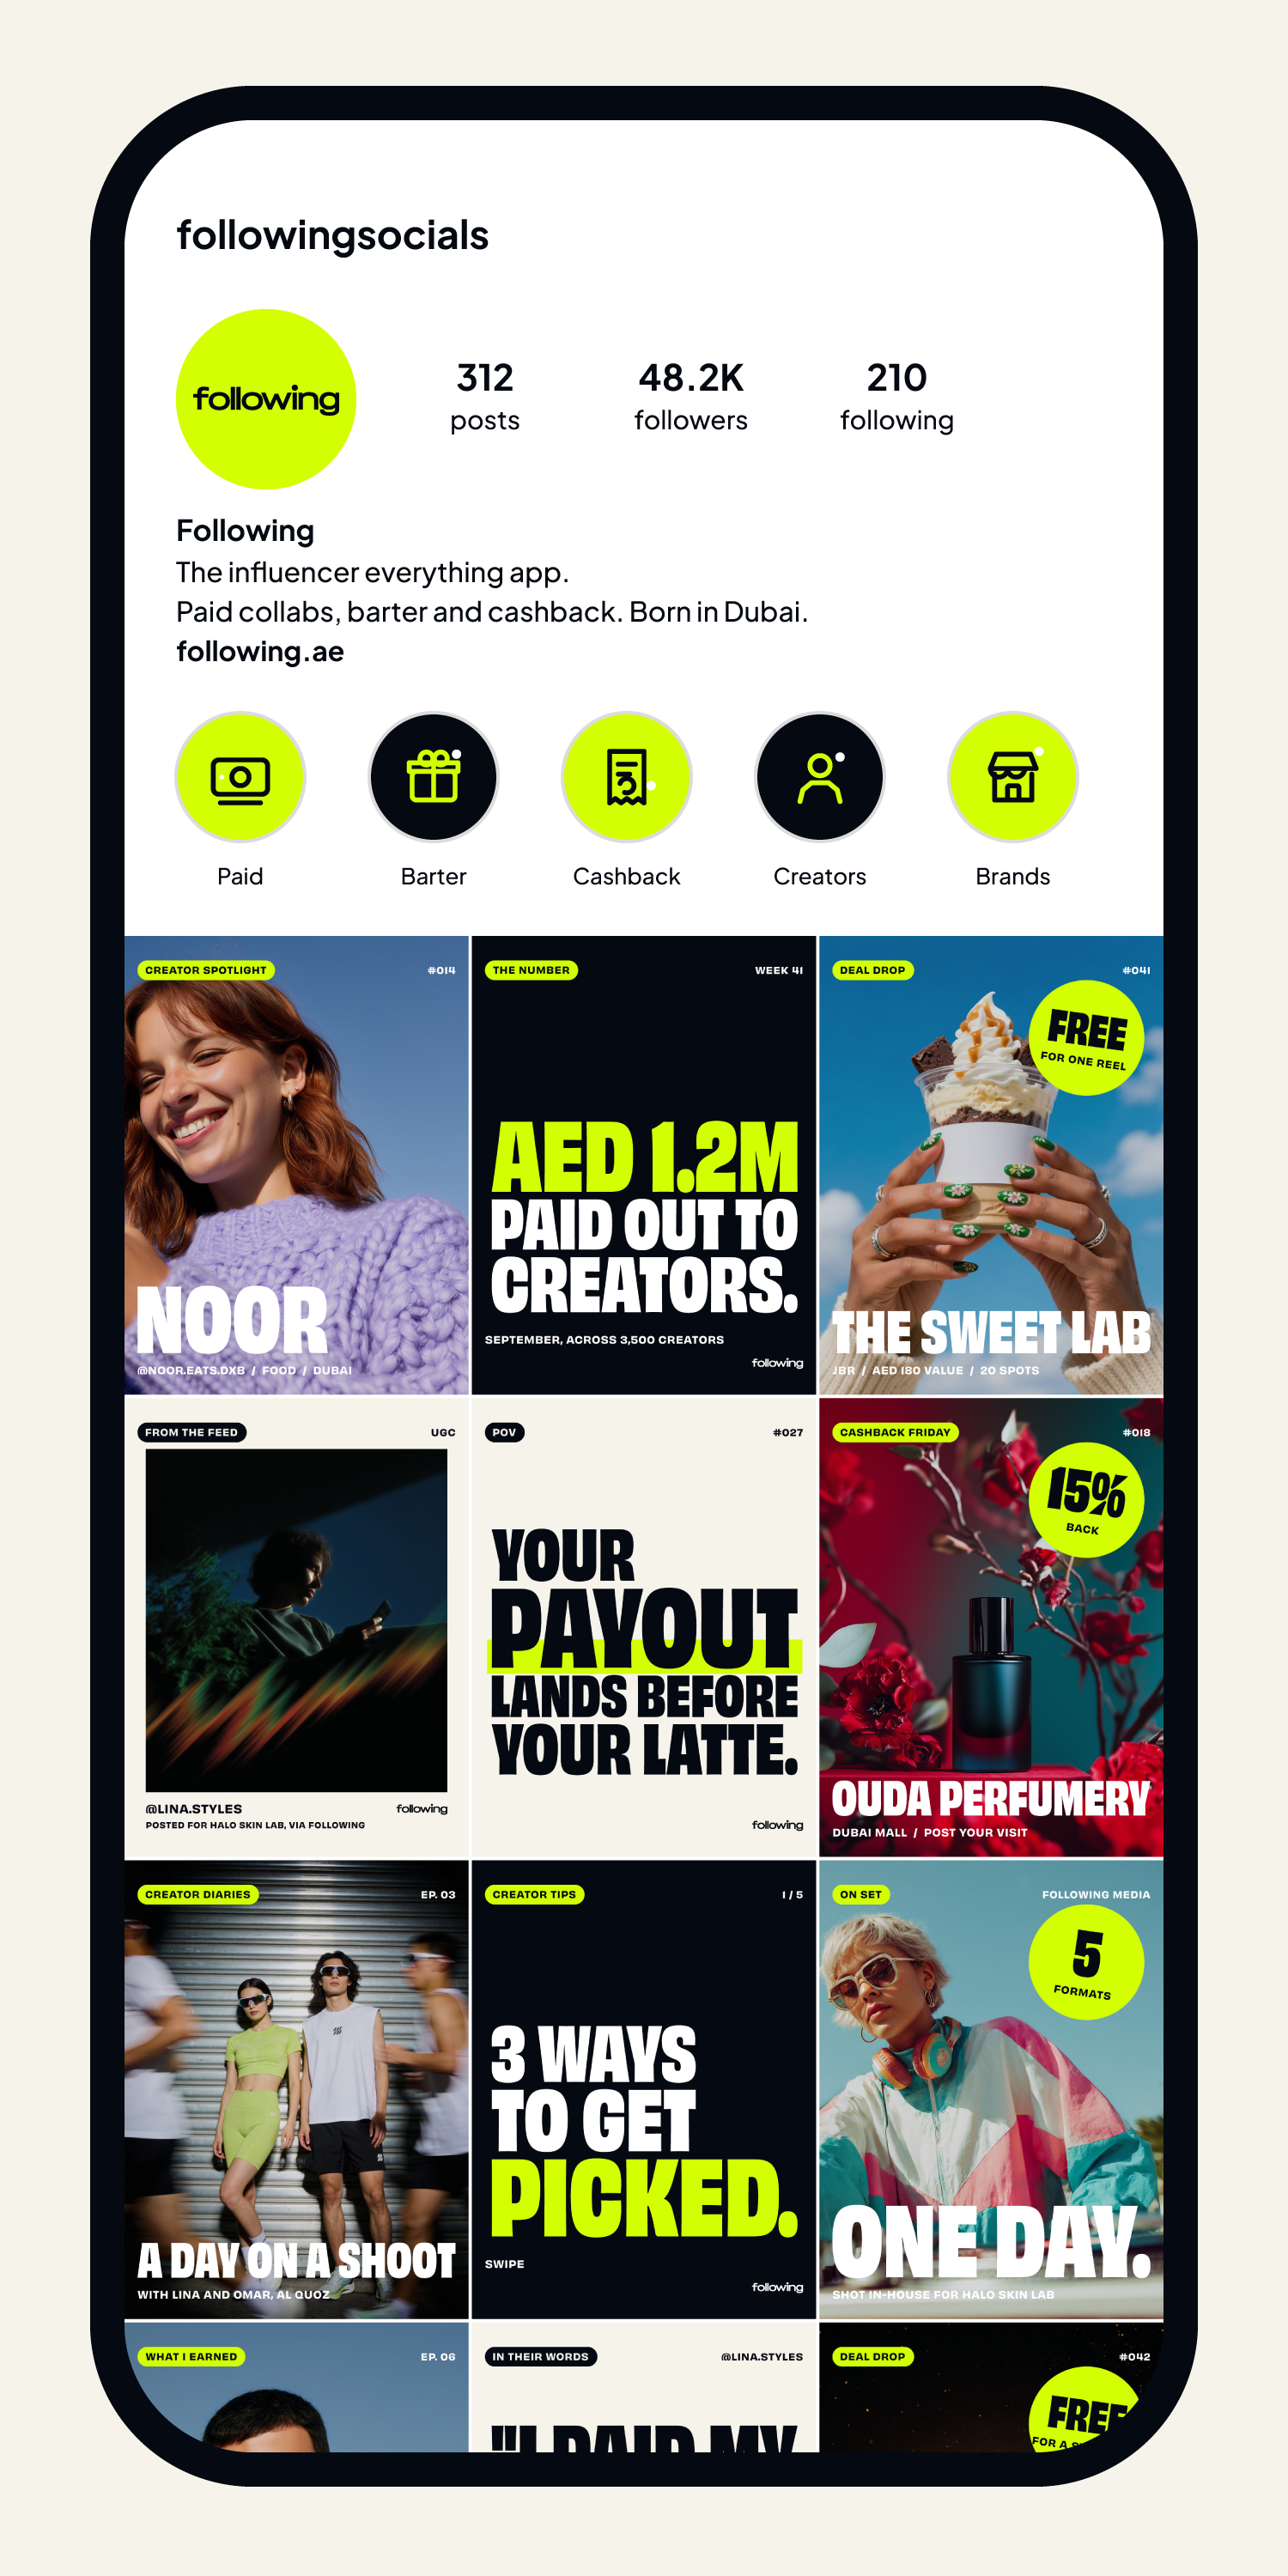 followingsocials
following
312
posts
48.2K
followers
210
following
Following
The influencer everything app.
Paid collabs, barter and cashback. Born in Dubai.
following.ae
Paid
Barter
Cashback
Creators
Brands
CREATOR SPOTLIGHT
#014
NOOR
@NOOR.EATS.DXB / FOOD / DUBAI
THE NUMBER
WEEK 41
AED 1.2M
PAID OUT TO
CREATORS.
SEPTEMBER, ACROSS 3,500 CREATORS
following
DEAL DROP
#041
FREE
FOR ONE REEL
THE SWEET LAB
JBR / AED 180 VALUE / 20 SPOTS
FROM THE FEED
UGC
@LINA.STYLES
following
POSTED FOR HALO SKIN LAB, VIA FOLLOWING
POV
#027
YOUR
PAYOUT
LANDS BEFORE
YOUR LATTE.
following
CASHBACK FRIDAY
#018
15%
BACK
OUDA PERFUMERY
DUBAI MALL / POST YOUR VISIT
CREATOR DIARIES
EP. 03
A DAY ON A SHOOT
WITH LINA AND OMAR, AL QUOZ
CREATOR TIPS
1 / 5
3 WAYS
TO GET
PICKED.
SWIPE
following
ON SET
FOLLOWING MEDIA
5
FORMATS
ONE DAY.
SHOT IN-HOUSE FOR HALO SKIN LAB
WHAT I EARNED
EP. 06
IN THEIR WORDS
@LINA.STYLES
"I PAID MY
DEAL DROP
#042
FREE
FOR A